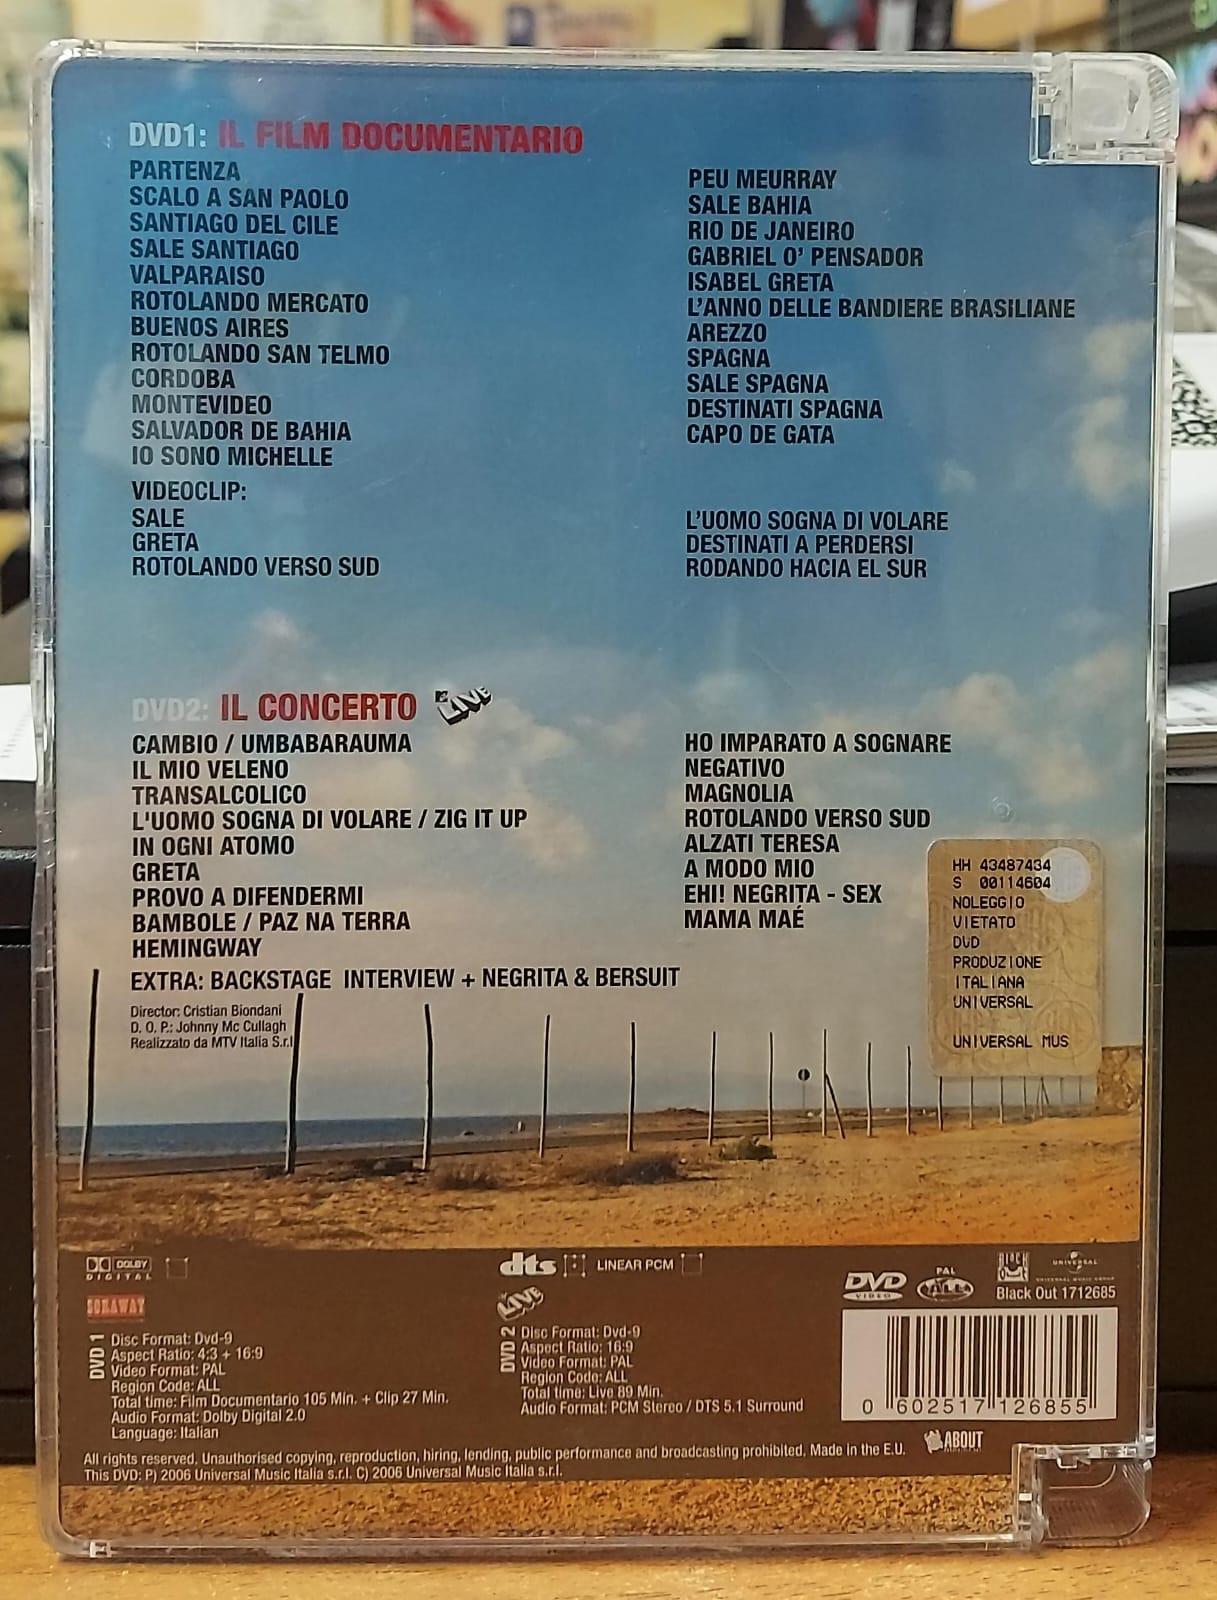 DVD1: IL FILM DOCUMENTARIO
PARTENZA
SCALO A SAN PAOLO
SANTIAGO DEL CILE
SALE SANTIAGO
VALPARAISO
ROTOLANDO MERCATO
BUENOS AIRES
ROTOLANDO SAN TELMO
CORDOBA
MONTEVIDEO
SALVADOR DE BAHIA
IO SONO MICHELLE
PEU MEURRAY
SALE BAHIA
RIO DE JANEIRO
GABRIEL O' PENSADOR
ISABEL GRETA
L'ANNO DELLE BANDIERE BRASILIANE
AREZZO
SPAGNA
SALE SPAGNA
DESTINATI SPAGNA
CAPO DE GATA
VIDEOCLIP:
SALE
GRETA
ROTOLANDO VERSO SUD
L'UOMO SOGNA DI VOLARE
DESTINATI A PERDERSI
RODANDO HACIA EL SUR
DVD2: IL CONCERTO LIVE
CAMBIO / UMBABARAUMA
IL MIO VELENO
TRANSALCOLICO
L'UOMO SOGNA DI VOLARE / ZIG IT UP
IN OGNI ATOMO
GRETA
PROVO A DIFENDERMI
BAMBOLE / PAZ NA TERRA
HEMINGWAY
HO IMPARATO A SOGNARE
NEGATIVO
MAGNOLIA
ROTOLANDO VERSO SUD
ALZATI TERESA
A MODO MIO
EHI! NEGRITA - SEX
MAMA MAÉ
EXTRA: BACKSTAGE INTERVIEW + NEGRITA & BERSUIT
Director: Cristian Biondani
D. O. P.: Johnny Mc Cullagh
Realizzato da MTV Italia S.r.l
HH 43487434
S 00114604
NOLEGGIO
VIETATO
DVD
PRODUZIONE
ITALIANA
UNIVERSAL
UNIVERSAL MUS
DOLBY
DIGITAL
DVD 1
Disc Format: Dvd-9
Aspect Ratio: 4:3 + 16:9
Video Format: PAL
Region Code: ALL
Total time: Film Documentario 105 Min. + Clip 27 Min.
Audio Format: Dolby Digital 2.0
Language: Italian
dts LINEAR PCM
LIVE
DVD 2
Disc Format: Dvd-9
Aspect Ratio: 16:9
Video Format: PAL
Region Code: ALL
Total time: Live 89 Min.
Audio Format: PCM Stereo / DTS 5.1 Surround
DVD
VIDEO
PAL
ALL
BLACK OUT
UNIVERSAL
UNIVERSAL MUSIC GROUP
Black Out 1712685
0 602517 126855
ABOUT
All rights reserved. Unauthorised copying, reproduction, hiring, lending, public performance and broadcasting prohibited. Made in the E.U.
This DVD: P) 2006 Universal Music Italia s.r.l. C) 2006 Universal Music Italia s.r.l.